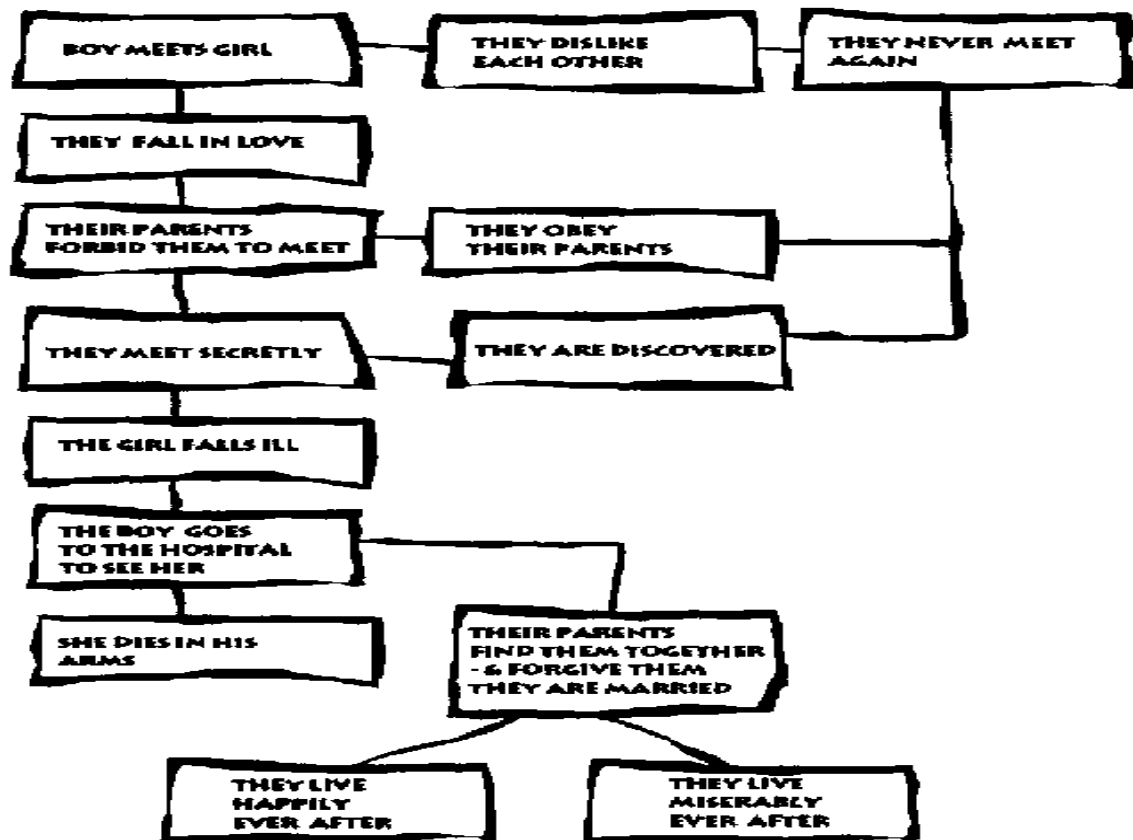 BOY MEETS GIRL
THEY DISLIKE
EACH OTHER
THEY NEVER MEET
AGAIN
THEY FALL IN LOVE
THEIR PARENTS
FORBID THEM TO MEET
THEY OBEY
THEIR PARENTS
THEY MEET SECRETLY
THEY ARE DISCOVERED
THE GIRL FALLS ILL
THE BOY GOES
TO THE HOSPITAL
TO SEE HER
SHE DIES IN HIS
ARMS
THEIR PARENTS
FIND THEM TOGETHER
- & FORGIVE THEM
THEY ARE MARRIED
THEY LIVE
HAPPILY
EVER AFTER
THEY LIVE
MISERABLY
EVER AFTER